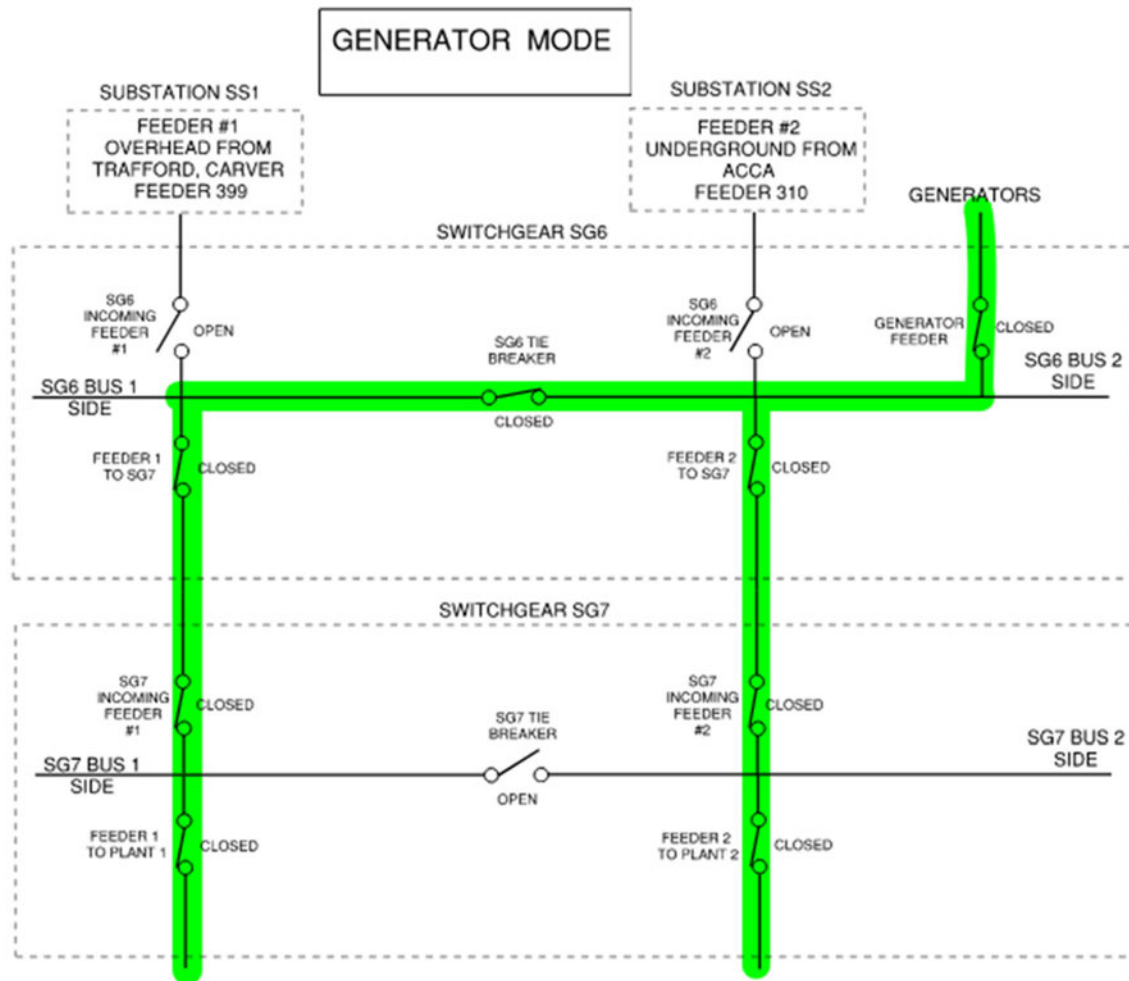 GENERATOR MODE
SUBSTATION SS1
FEEDER #1
OVERHEAD FROM
TRAFFORD, CARVER
FEEDER 399
SUBSTATION SS2
FEEDER #2
UNDERGROUND FROM
ACCA
FEEDER 310
GENERATORS
SWITCHGEAR SG6
SG6
INCOMING
FEEDER
#1
OPEN
SG6 TIE
BREAKER
CLOSED
SG6
INCOMING
FEEDER
#2
OPEN
GENERATOR
FEEDER
CLOSED
SG6 BUS 1
SIDE
SG6 BUS 2
SIDE
FEEDER 1
TO SG7
CLOSED
FEEDER 2
TO SG7
CLOSED
SWITCHGEAR SG7
SG7
INCOMING
FEEDER
#1
CLOSED
SG7 TIE
BREAKER
OPEN
SG7
INCOMING
FEEDER
#2
CLOSED
SG7 BUS 1
SIDE
SG7 BUS 2
SIDE
FEEDER 1
TO PLANT 1
CLOSED
FEEDER 2
TO PLANT 2
CLOSED